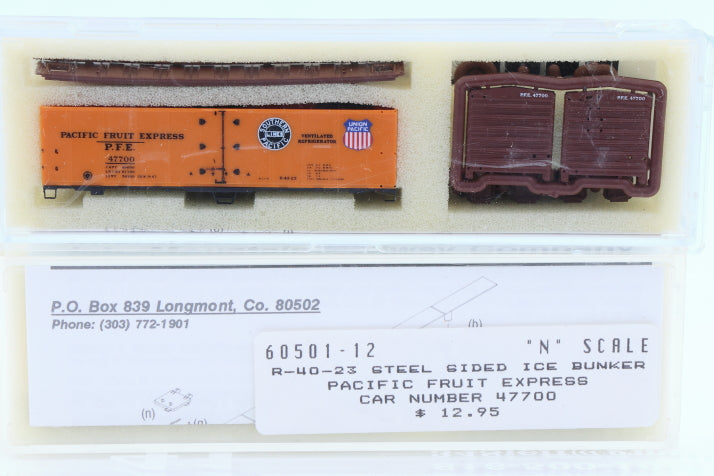 PACIFIC FRUIT EXPRESS
P.F.E.
47700
SOUTHERN
LINES
PACIFIC
VENTILATED
REFRIGERATOR
UNION
PACIFIC
R-40-23
P.F.E. 47700
P.F.E. 47700
P.O. Box 839 Longmont, Co. 80502
Phone: (303) 772-1901
(h)
(n)
60501-12 "N" SCALE
R-40-23 STEEL SIDED ICE BUNKER
PACIFIC FRUIT EXPRESS
CAR NUMBER 47700
$ 12.95